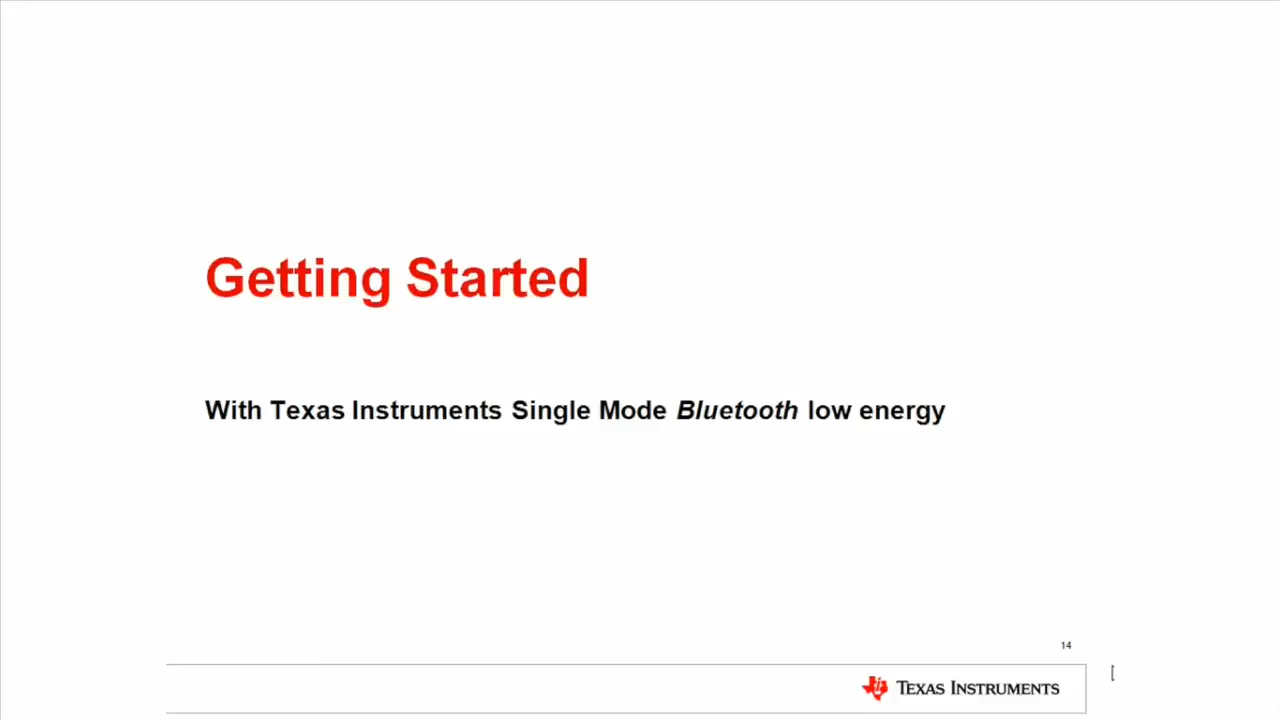 Getting Started
With Texas Instruments Single Mode Bluetooth low energy
14
TEXAS INSTRUMENTS